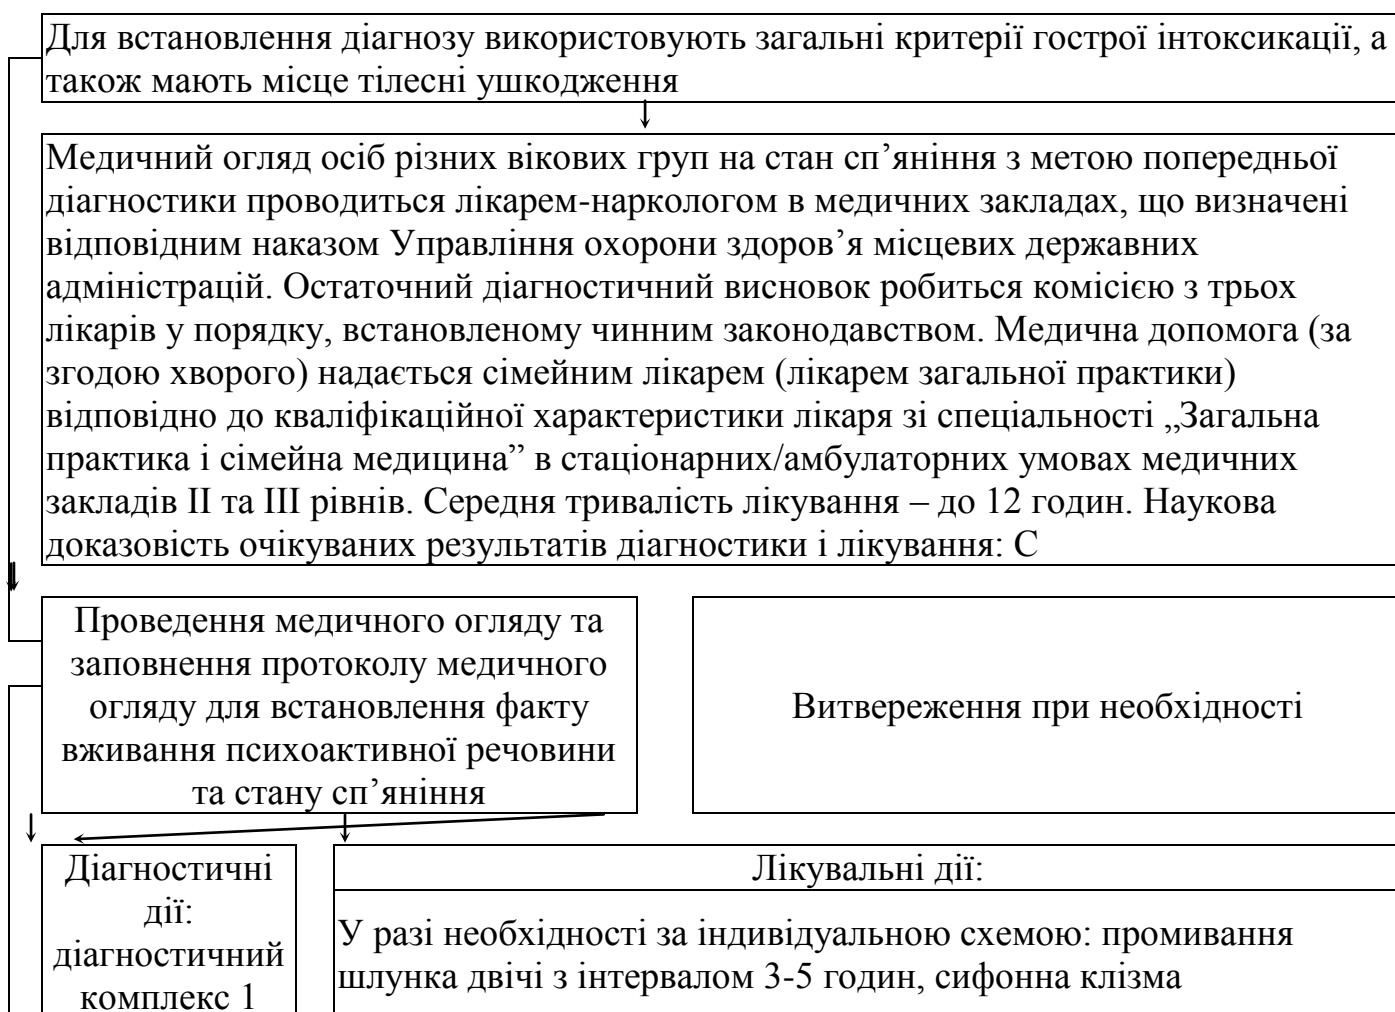 Для встановлення діагнозу використовують загальні критерії гострої інтоксикації, а
також мають місце тілесні ушкодження
Медичний огляд осіб різних вікових груп на стан сп’яніння з метою попередньої
діагностики проводиться лікарем-наркологом в медичних закладах, що визначені
відповідним наказом Управління охорони здоров’я місцевих державних
адміністрацій. Остаточний діагностичний висновок робиться комісією з трьох
лікарів у порядку, встановленому чинним законодавством. Медична допомога (за
згодою хворого) надається сімейним лікарем (лікарем загальної практики)
відповідно до кваліфікаційної характеристики лікаря зі спеціальності „Загальна
практика і сімейна медицина” в стаціонарних/амбулаторних умовах медичних
закладів ІІ та ІІІ рівнів. Середня тривалість лікування – до 12 годин. Наукова
доказовість очікуваних результатів діагностики і лікування: С
Проведення медичного огляду та
заповнення протоколу медичного
огляду для встановлення факту
вживання психоактивної речовини
та стану сп’яніння
Витвереження при необхідності
Діагностичні
дії:
діагностичний
комплекс 1
Лікувальні дії:
У разі необхідності за індивідуальною схемою: промивання
шлунка двічі з інтервалом 3-5 годин, сифонна клізма